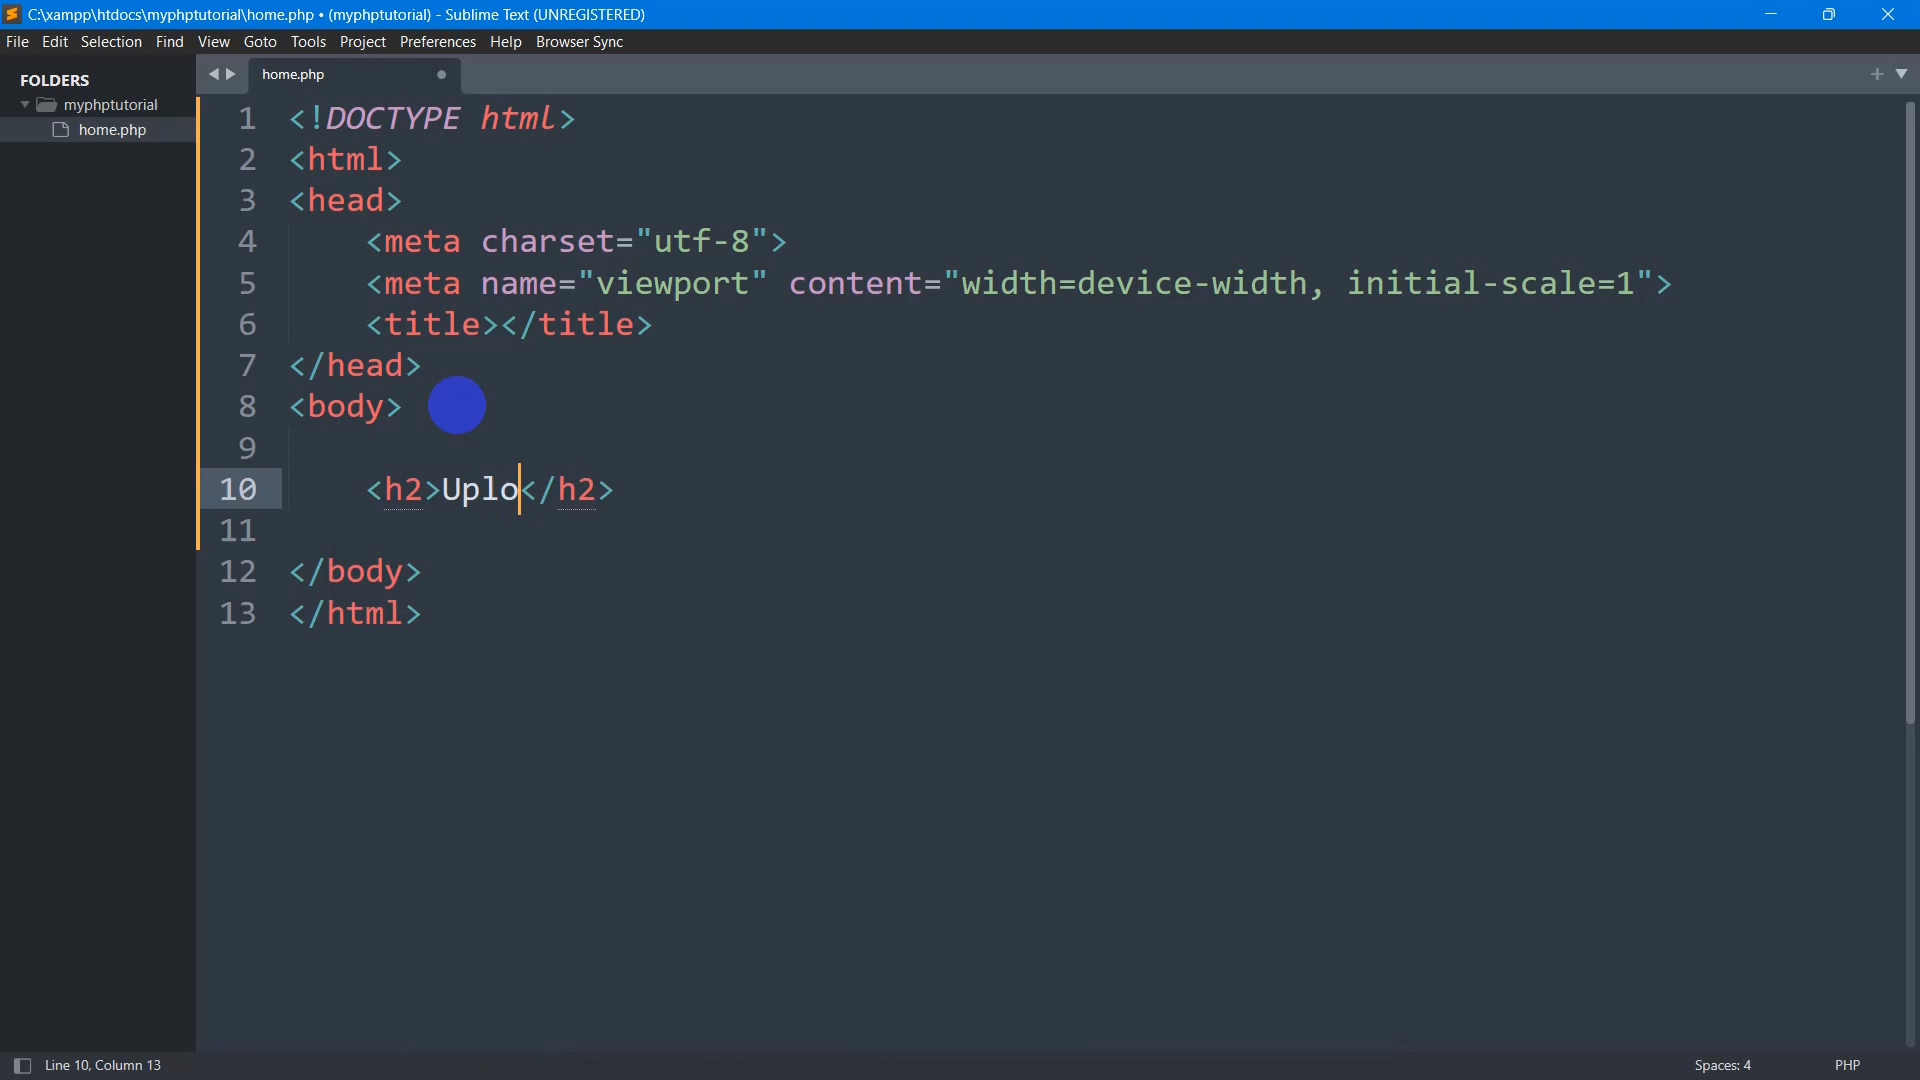 C:\xampp\htdocs\myphptutorial\home.php • (myphptutorial) - Sublime Text (UNREGISTERED)
File Edit Selection Find View Goto Tools Project Preferences Help Browser Sync
FOLDERS
myphptutorial
home.php
home.php
1 <!DOCTYPE html>
2 <html>
3 <head>
4     <meta charset="utf-8">
5     <meta name="viewport" content="width=device-width, initial-scale=1">
6     <title></title>
7 </head>
8 <body>
9
10     <h2>Uplo</h2>
11
12 </body>
13 </html>
Line 10, Column 13
Spaces: 4
PHP